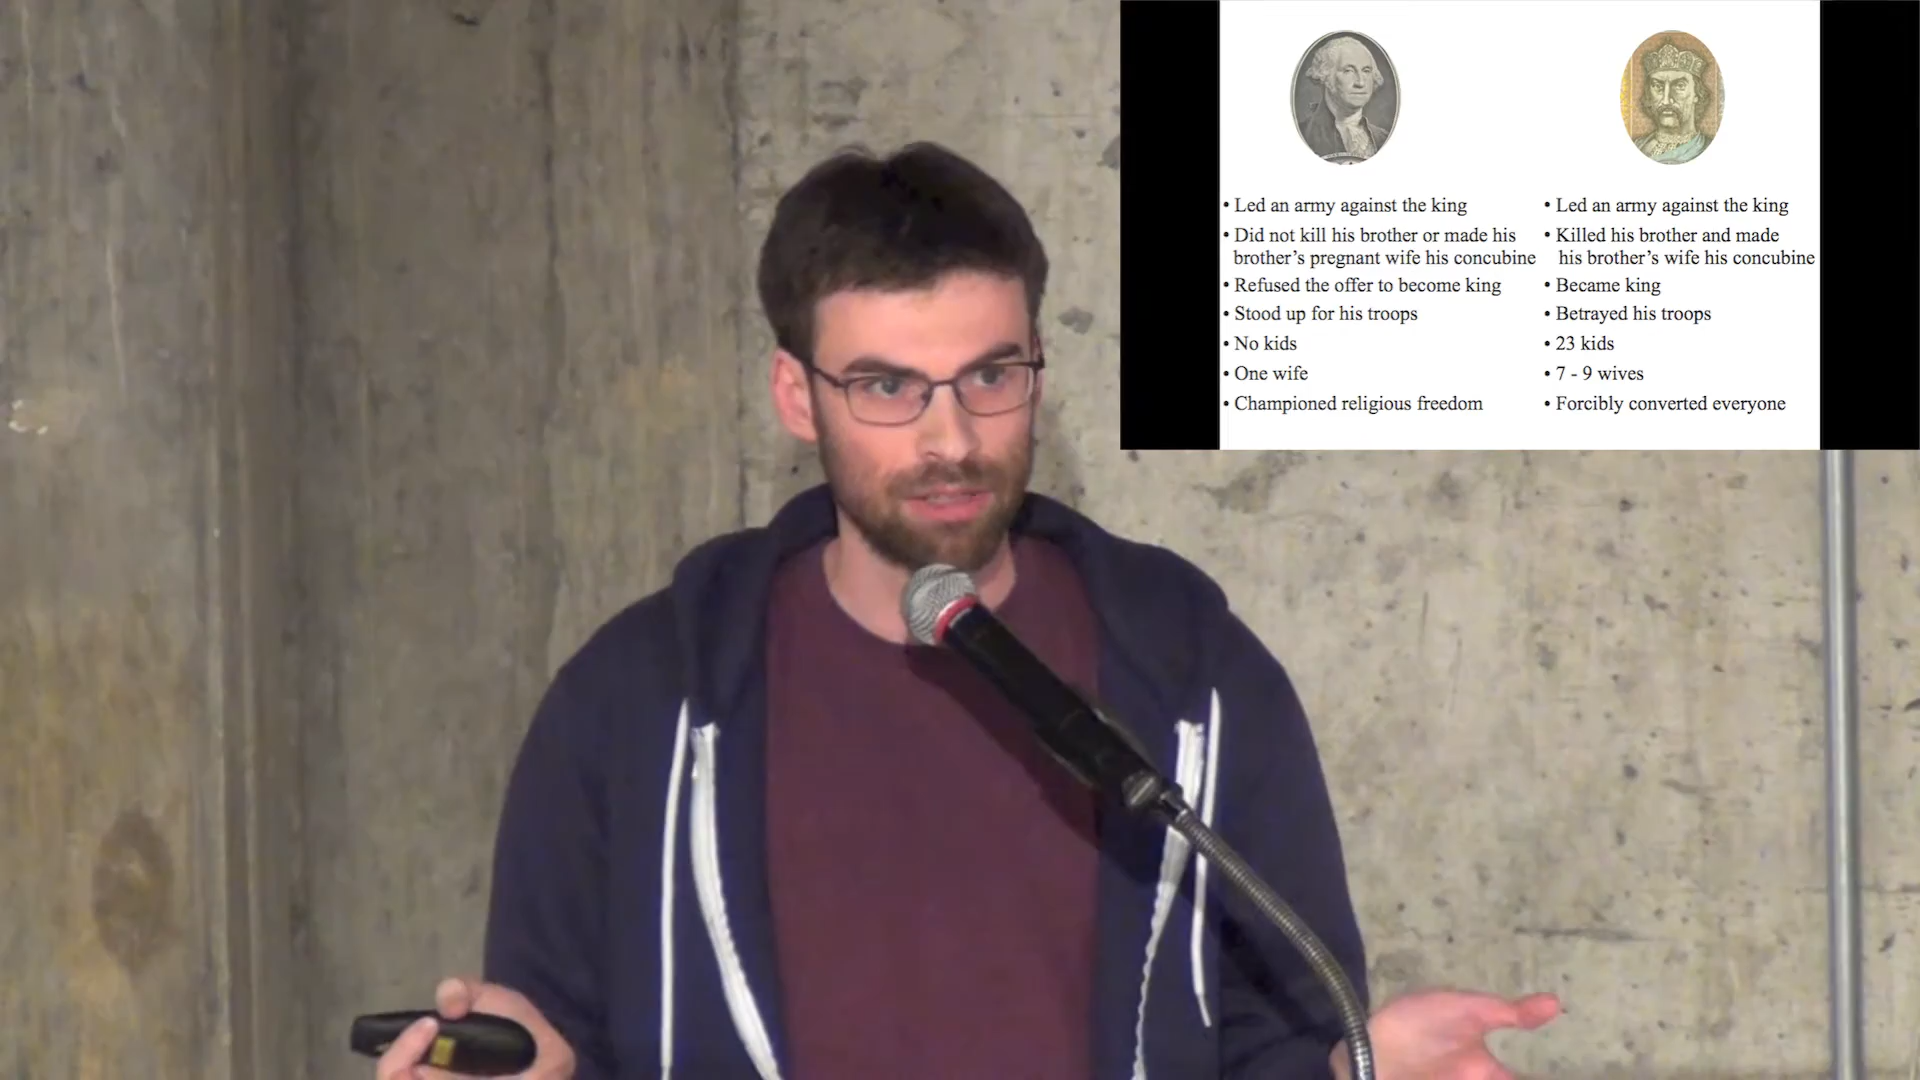 • Led an army against the king
• Did not kill his brother or made his
brother's pregnant wife his concubine
• Refused the offer to become king
• Stood up for his troops
• No kids
• One wife
• Championed religious freedom
• Led an army against the king
• Killed his brother and made
his brother's wife his concubine
• Became king
• Betrayed his troops
• 23 kids
• 7 - 9 wives
• Forcibly converted everyone